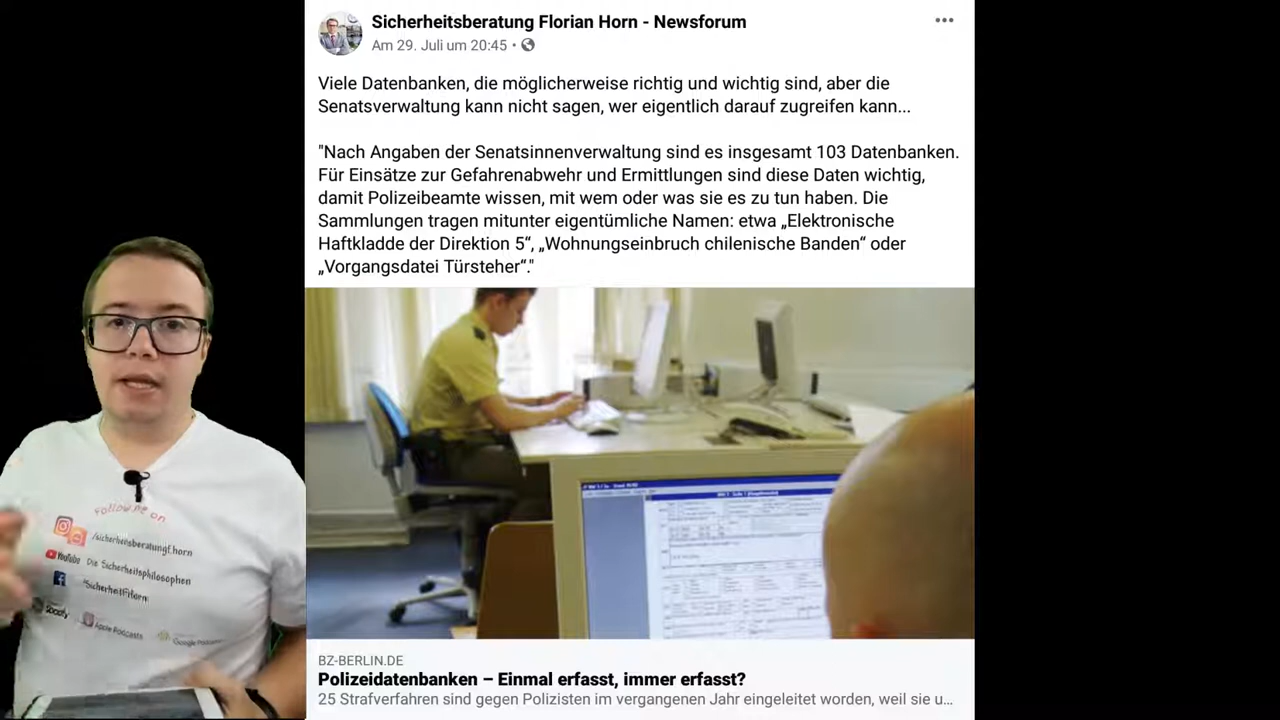 Sicherheitsberatung Florian Horn - Newsforum
Am 29. Juli um 20:45 •
Viele Datenbanken, die möglicherweise richtig und wichtig sind, aber die
Senatsverwaltung kann nicht sagen, wer eigentlich darauf zugreifen kann...
"Nach Angaben der Senatsinnenverwaltung sind es insgesamt 103 Datenbanken.
Für Einsätze zur Gefahrenabwehr und Ermittlungen sind diese Daten wichtig,
damit Polizeibeamte wissen, mit wem oder was sie es zu tun haben. Die
Sammlungen tragen mitunter eigentümliche Namen: etwa „Elektronische
Haftkladde der Direktion 5“, „Wohnungseinbruch chilenische Banden“ oder
„Vorgangsdatei Türsteher“."
BZ-BERLIN.DE
Polizeidatenbanken – Einmal erfasst, immer erfasst?
25 Strafverfahren sind gegen Polizisten im vergangenen Jahr eingeleitet worden, weil sie u...
Follow me on
/sicherheitsberatungf.horn
YouTube Die Sicherheitsphilosophen
Spotify
Apple Podcasts
Google Podcasts